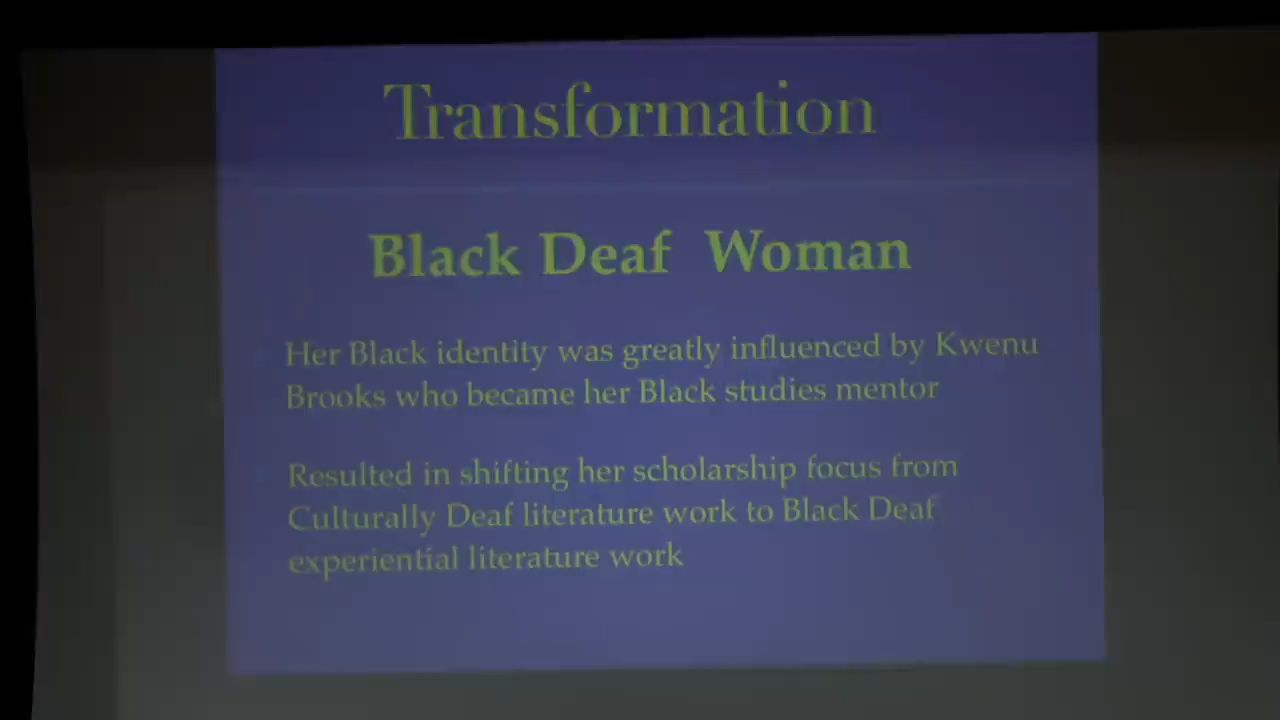 Transformation
Black Deaf Woman
Her Black identity was greatly influenced by Kwenu
Brooks who became her Black studies mentor
Resulted in shifting her scholarship focus from
Culturally Deaf literature work to Black Deaf
experiential literature work